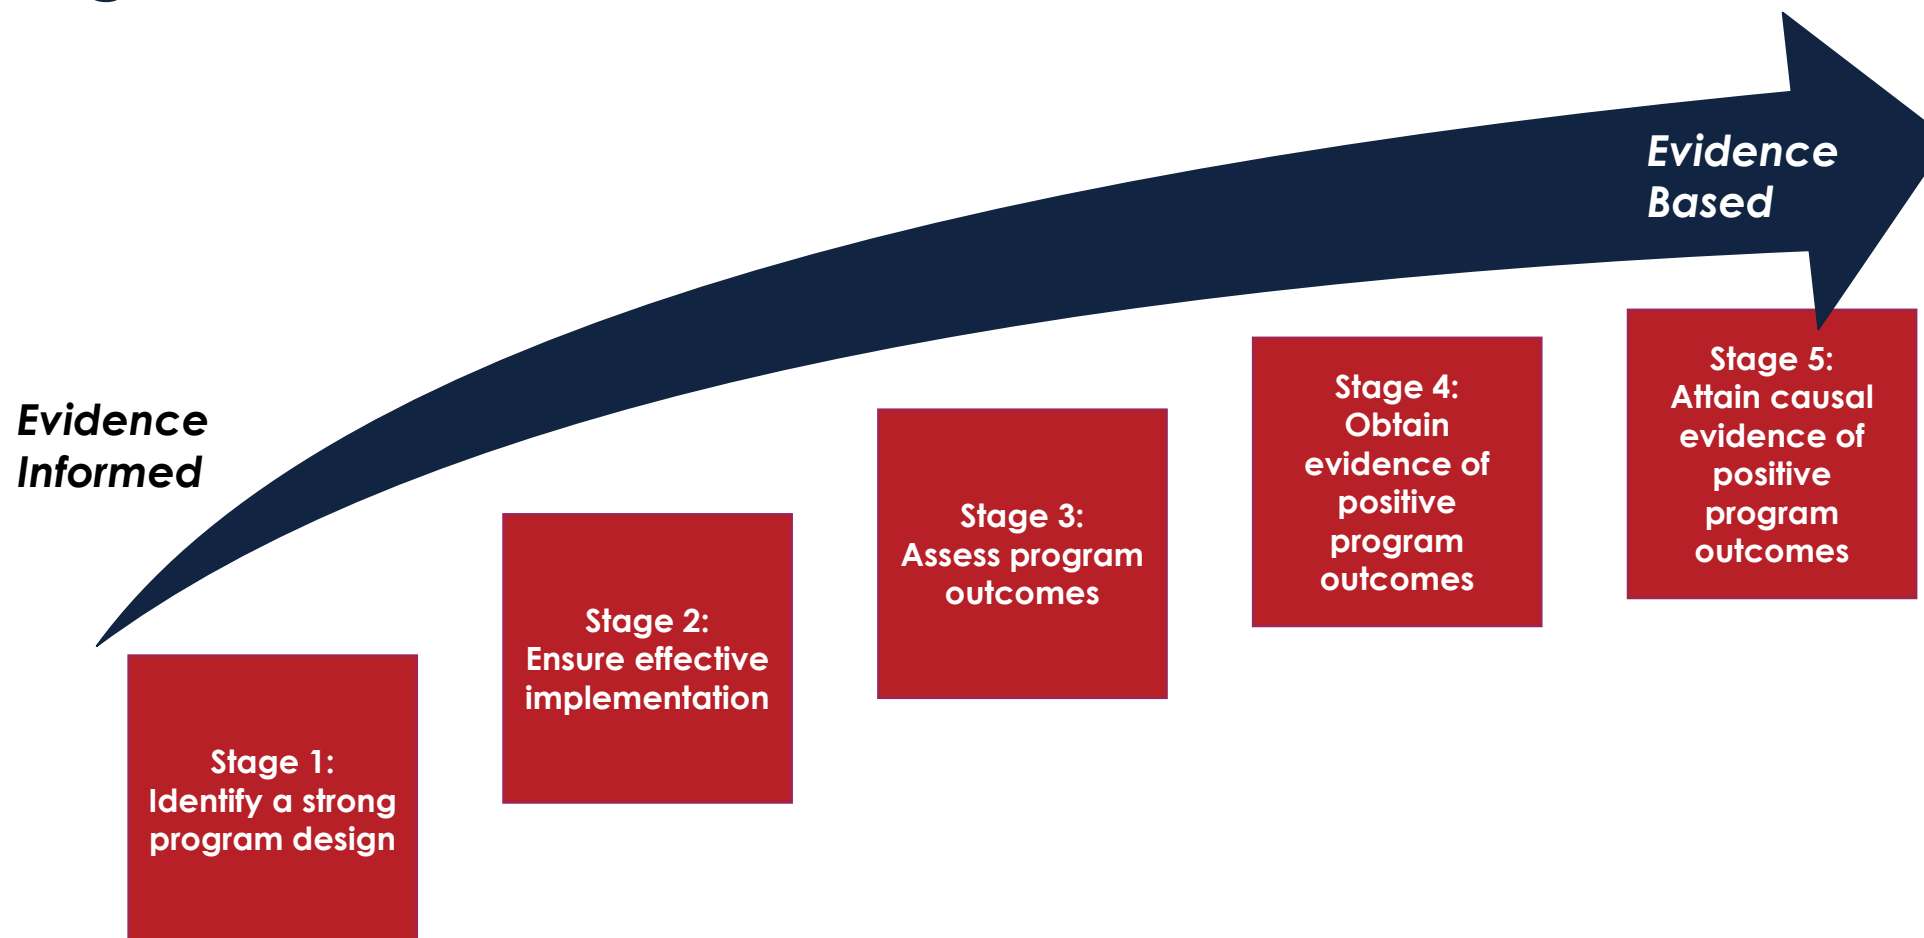 Evidence
Informed
Evidence
Based
Stage 1:
Identify a strong
program design
Stage 2:
Ensure effective
implementation
Stage 3:
Assess program
outcomes
Stage 4:
Obtain
evidence of
positive
program
outcomes
Stage 5:
Attain causal
evidence of
positive
program
outcomes